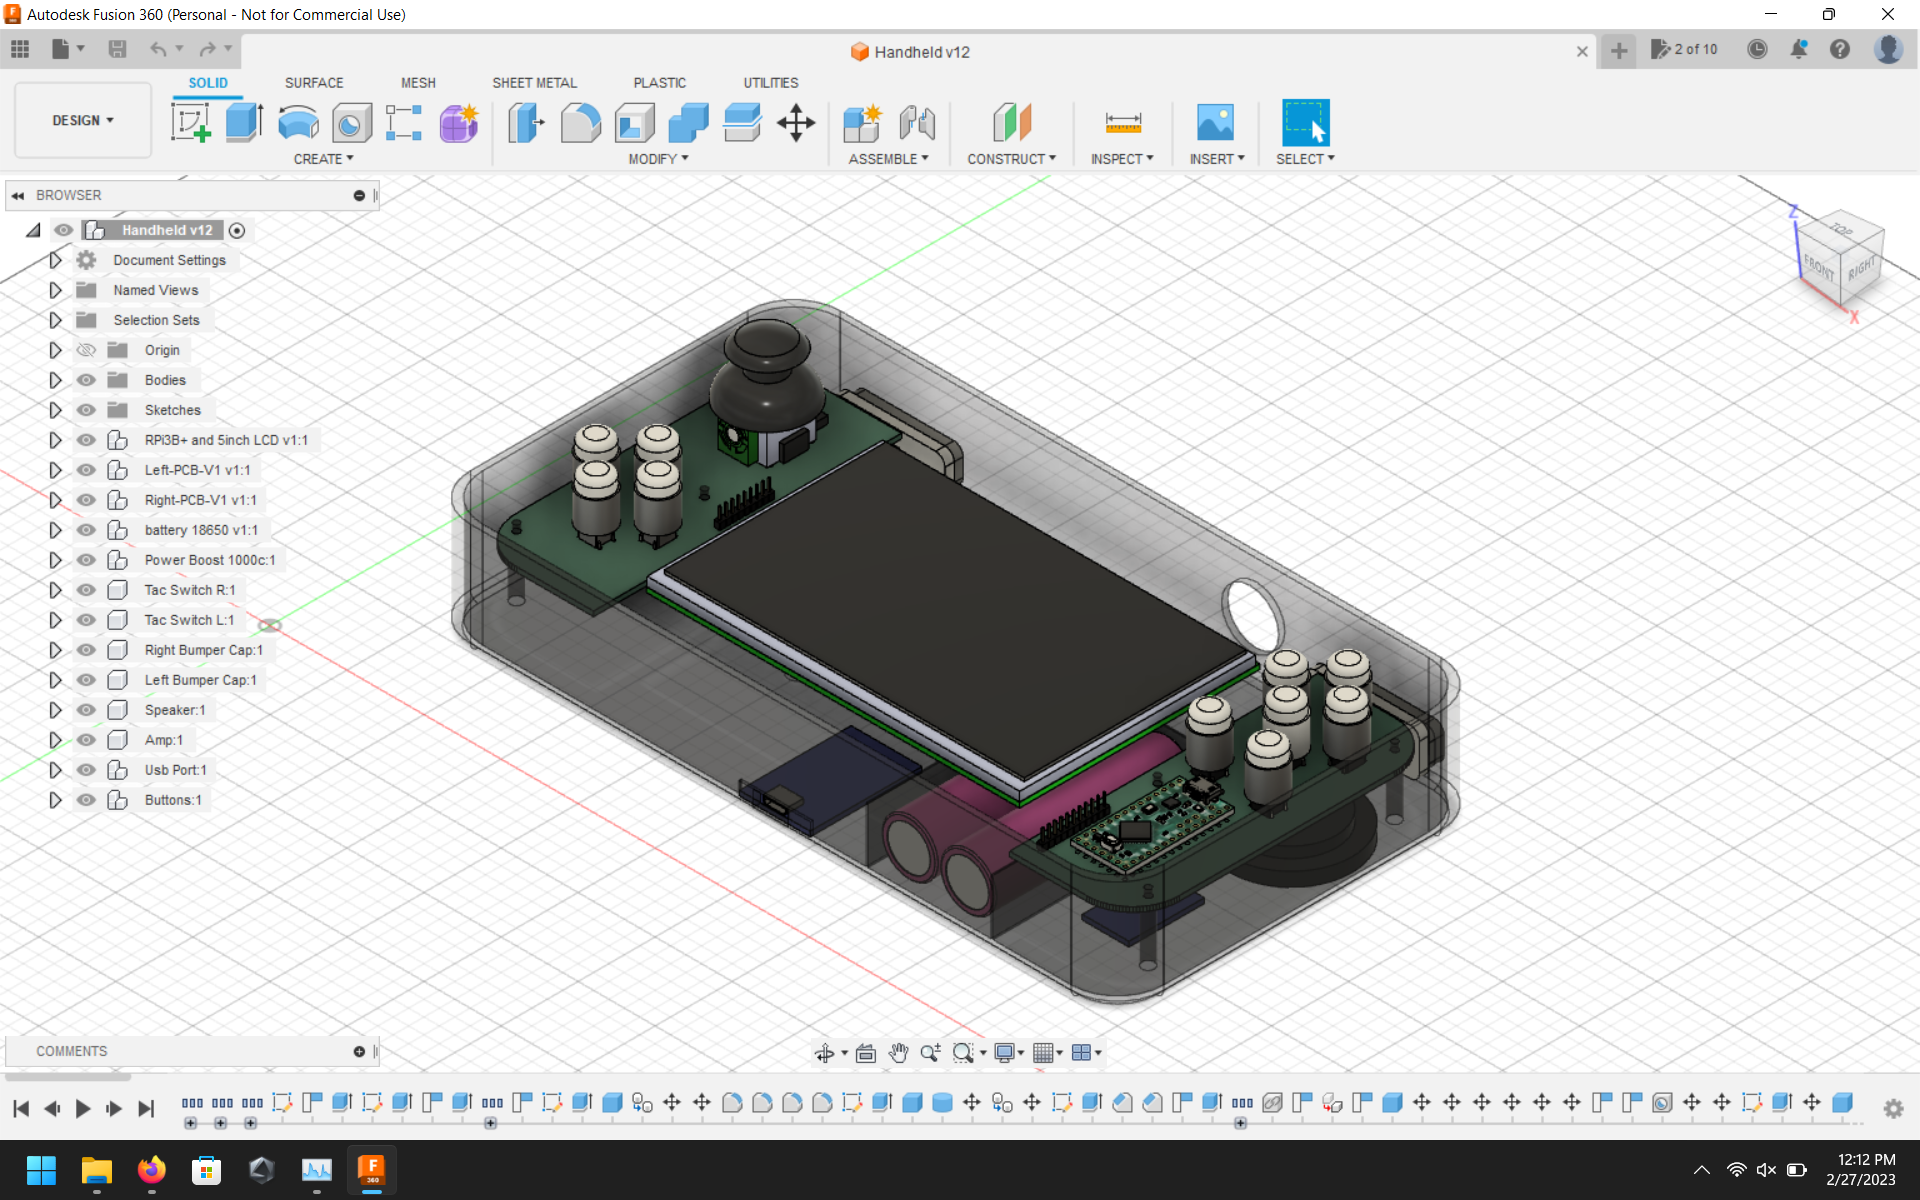 Autodesk Fusion 360 (Personal - Not for Commercial Use)
Handheld v12
2 of 10
SOLID SURFACE MESH SHEET METAL PLASTIC UTILITIES
DESIGN
CREATE MODIFY ASSEMBLE CONSTRUCT INSPECT INSERT SELECT
BROWSER
Handheld v12
Document Settings
Named Views
Selection Sets
Origin
Bodies
Sketches
RPi3B+ and 5inch LCD v1:1
Left-PCB-V1 v1:1
Right-PCB-V1 v1:1
battery 18650 v1:1
Power Boost 1000c:1
Tac Switch R:1
Tac Switch L:1
Right Bumper Cap:1
Left Bumper Cap:1
Speaker:1
Amp:1
Usb Port:1
Buttons:1
Z
TOP
FRONT
RIGHT
X
COMMENTS
F
360
12:12 PM
2/27/2023